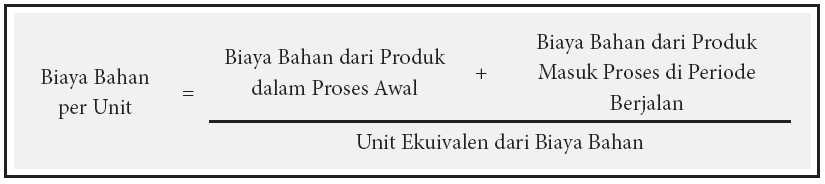 Biaya Bahan
per Unit
=
Biaya Bahan dari Produk
dalam Proses Awal
+
Biaya Bahan dari Produk
Masuk Proses di Periode
Berjalan
Unit Ekuivalen dari Biaya Bahan